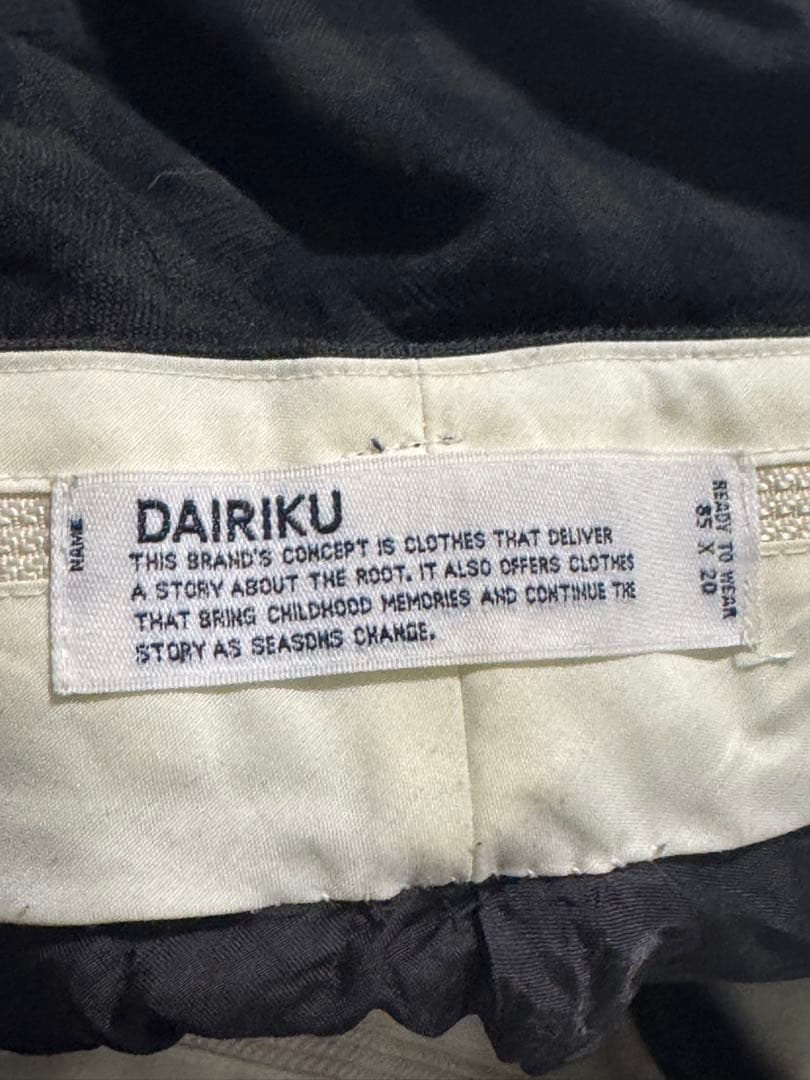 NAME
DAIRIKU
THIS BRAND'S CONCEPT IS CLOTHES THAT DELIVER
A STORY ABOUT THE ROOT. IT ALSO OFFERS CLOTHES
THAT BRING CHILDHOOD MEMORIES AND CONTINUE THE
STORY AS SEASONS CHANGE.
READY TO WEAR
85 X 20